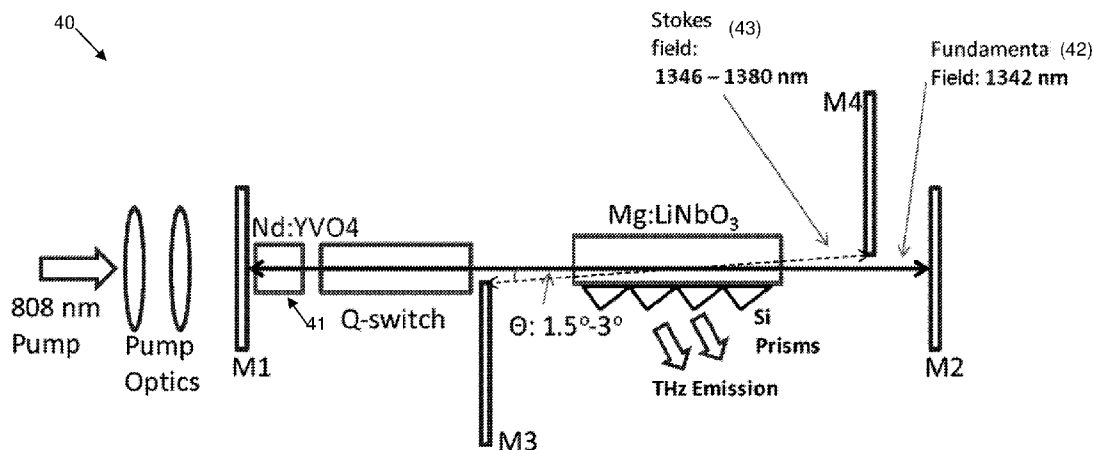 40
Stokes (43)
field:
1346 – 1380 nm
Fundamenta (42)
Field: 1342 nm
M4
Nd:YVO4
Mg:LiNbO3
808 nm
Pump
Pump
Optics
M1
41
Q-switch
Θ: 1.5°-3°
Si
Prisms
THz Emission
M2
M3